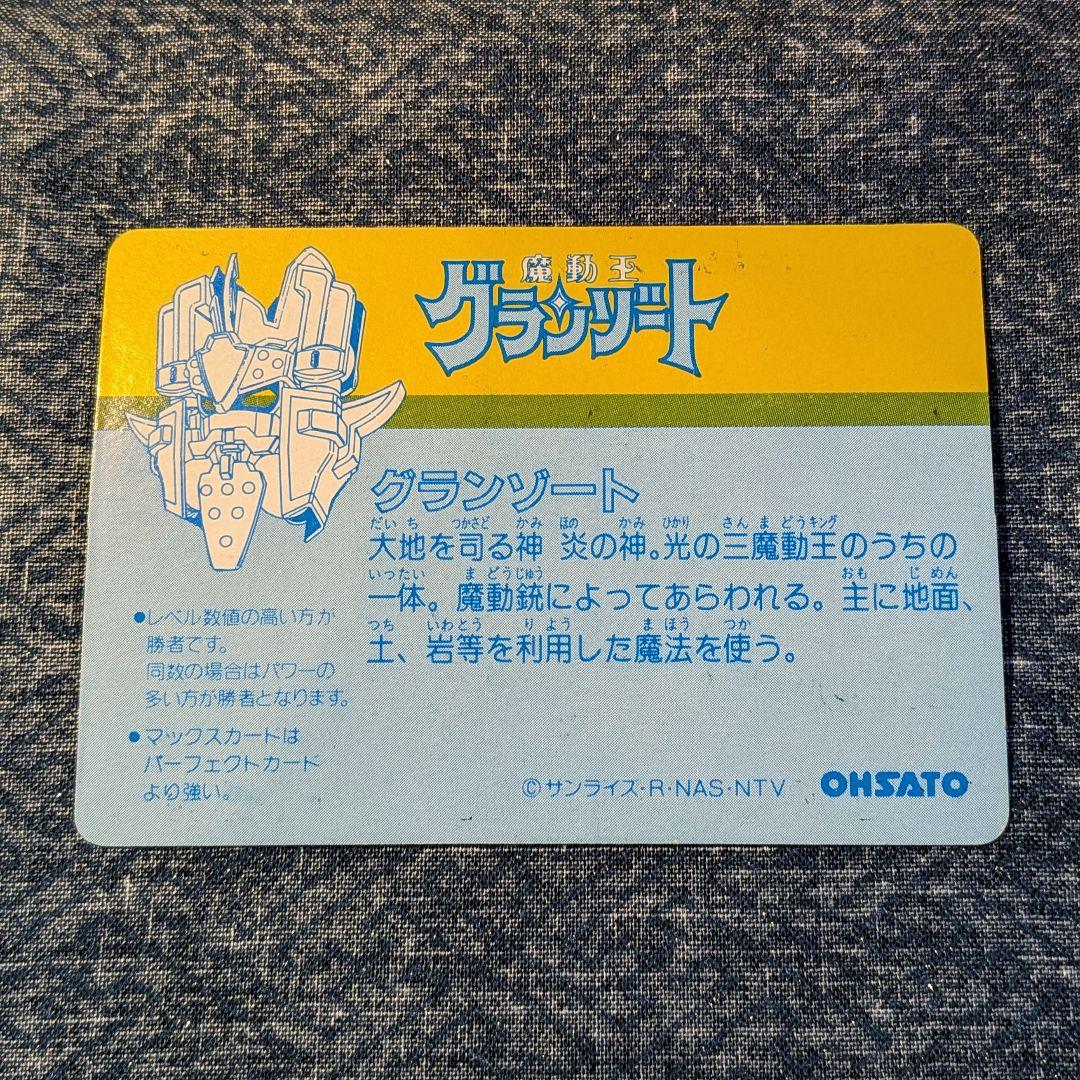 魔動王
グランゾート
グランゾート
だいち つかさど かみ ほの かみ ひかり さんまどうキング
大地を司る神 炎の神。光の三魔動王のうちの
いったい まどうじゅう おも じめん
一体。魔動銃によってあらわれる。主に地面、
つち いわとう りよう まほう つか
土、岩等を利用した魔法を使う。
●レベル数値の高い方が
勝者です。
同数の場合はパワーの
多い方が勝者となります。
●マックスカードは
パーフェクトカード
より強い。
©サンライズ·R·NAS·NTV
OHSATO